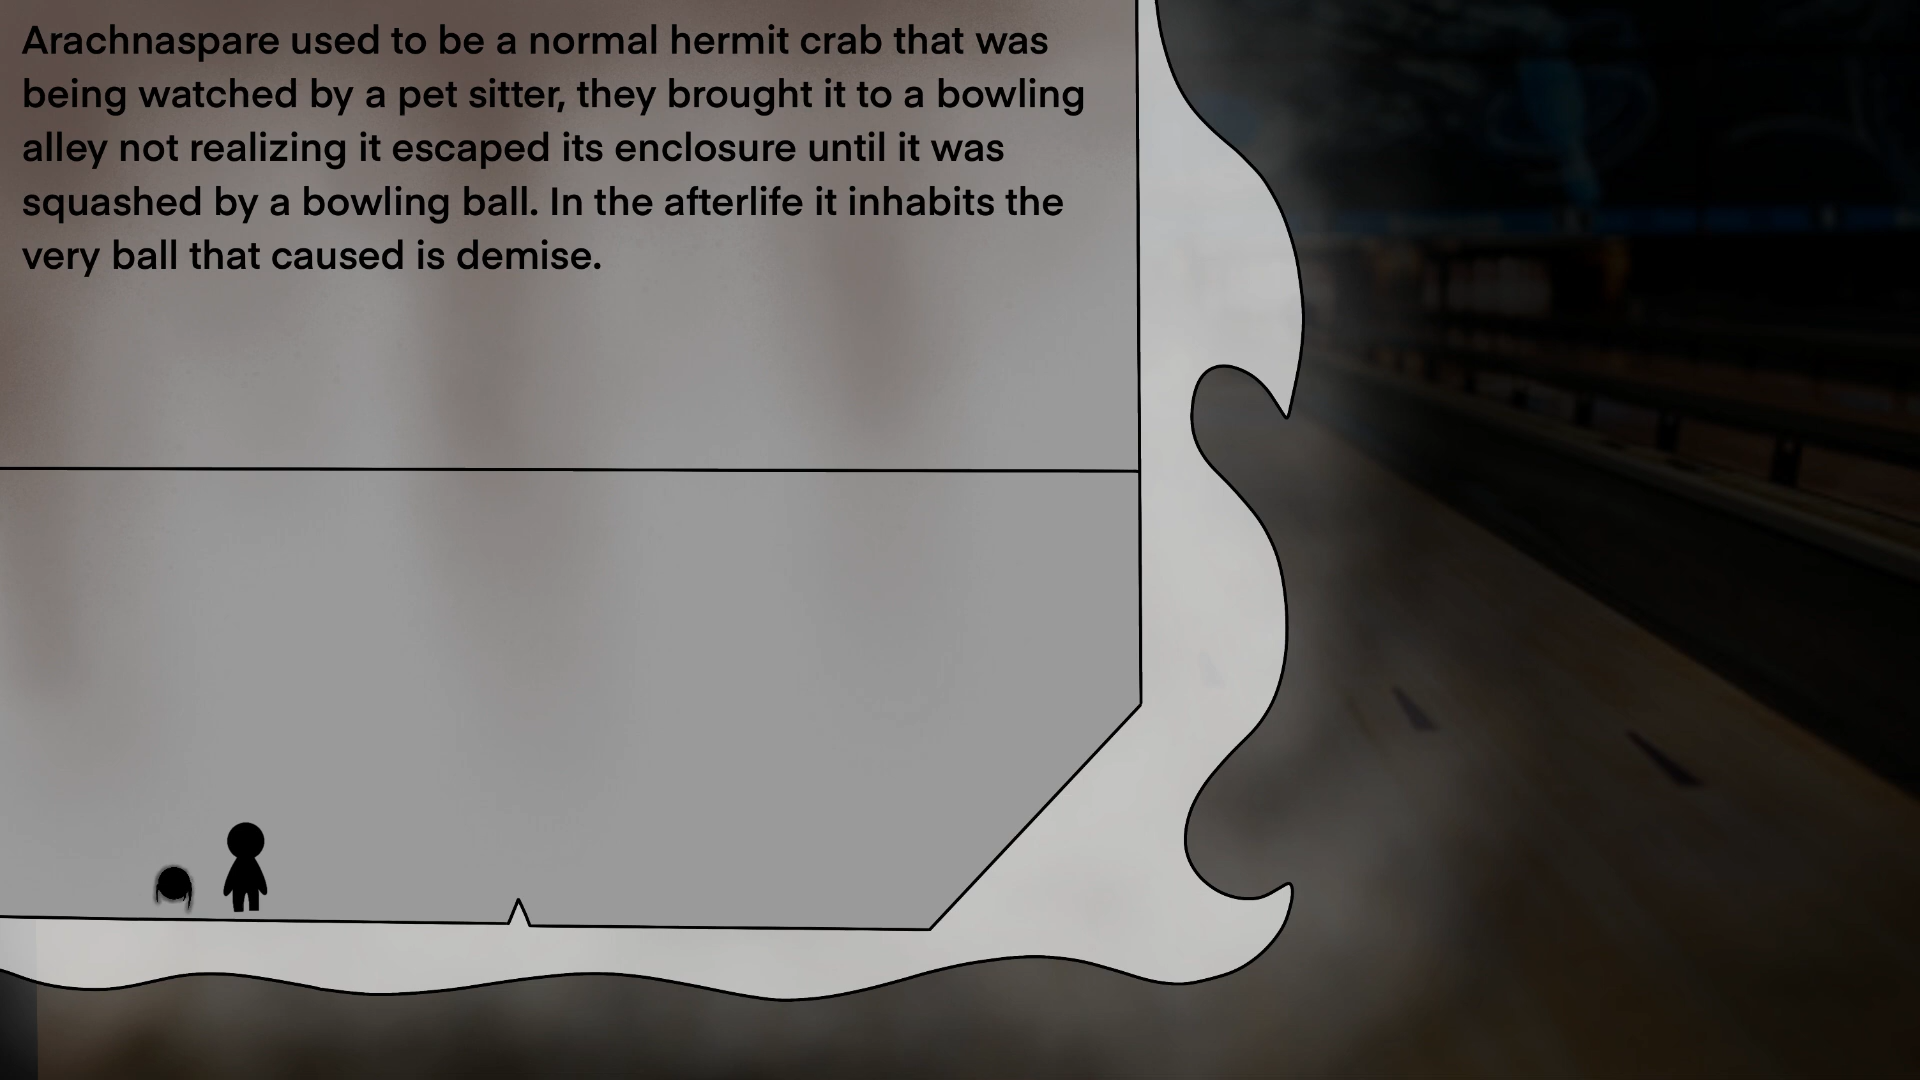 Arachnaspare used to be a normal hermit crab that was
being watched by a pet sitter, they brought it to a bowling
alley not realizing it escaped its enclosure until it was
squashed by a bowling ball. In the afterlife it inhabits the
very ball that caused is demise.